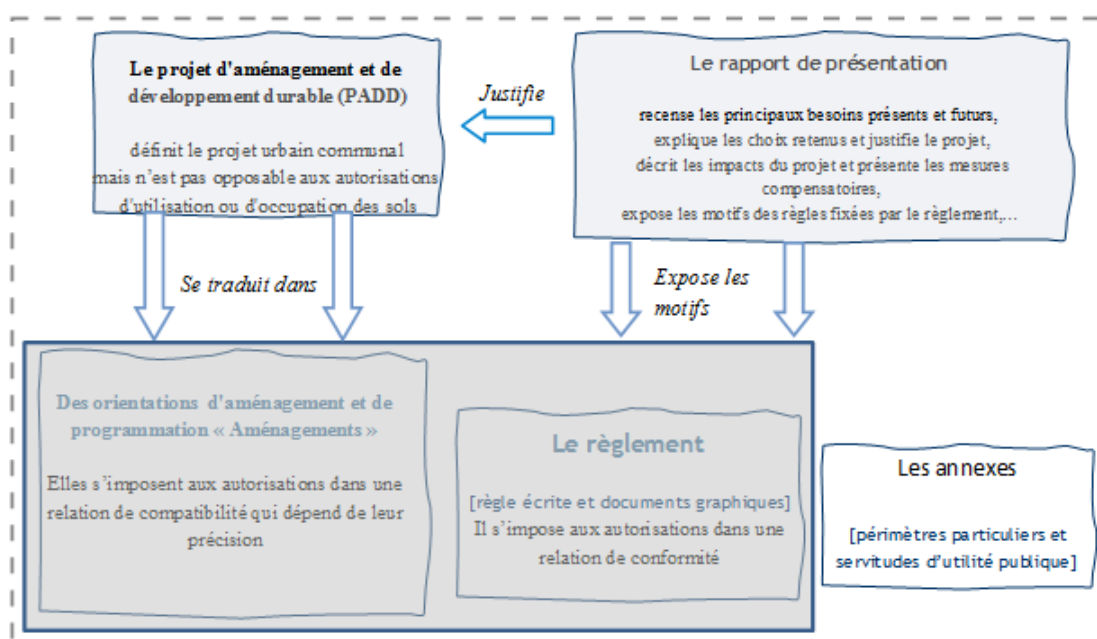 Le projet d'aménagement et de
développement durable (PADD)
définit le projet urbain communal
mais n'est pas opposable aux autorisations
d'utilisation ou d'occupation des sols
Justifie
Le rapport de présentation
recense les principaux besoins présents et futurs,
explique les choix retenus et justifie le projet,
décrit les impacts du projet et présente les mesures
compensatoires,
expose les motifs des règles fixées par le règlement,...
Se traduit dans
Expose les
motifs
Des orientations d'aménagement et de
programmation « Aménagements »
Elles s'imposent aux autorisations dans une
relation de compatibilité qui dépend de leur
précision
Le règlement
[règle écrite et documents graphiques]
Il s'impose aux autorisations dans une
relation de conformité
Les annexes
[périmètres particuliers et
servitudes d'utilité publique]